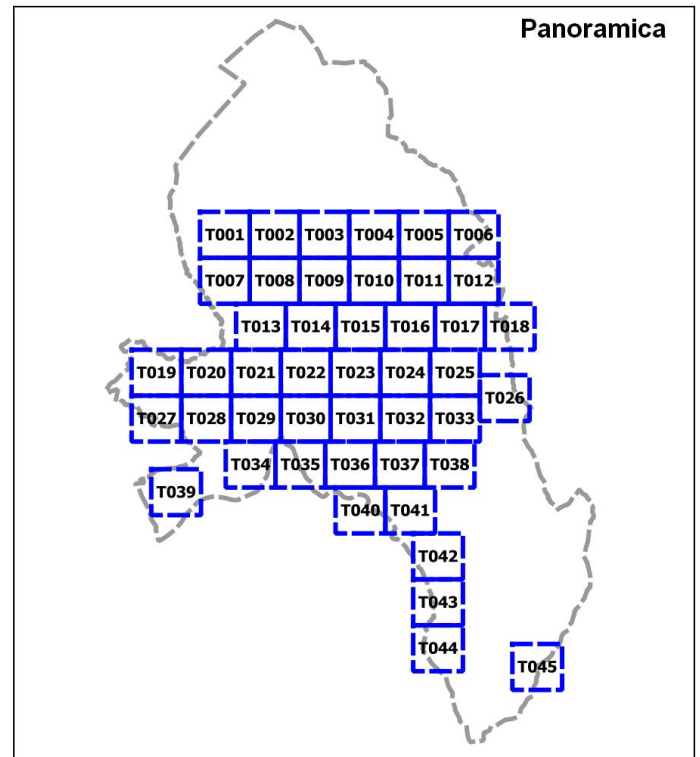 Panoramica
T001 T002 T003 T004 T005 T006
T007 T008 T009 T010 T011 T012
T013 T014 T015 T016 T017 T018
T019 T020 T021 T022 T023 T024 T025
T026
T027 T028 T029 T030 T031 T032 T033
T034 T035 T036 T037 T038
T039
T040 T041
T042
T043
T044
T045